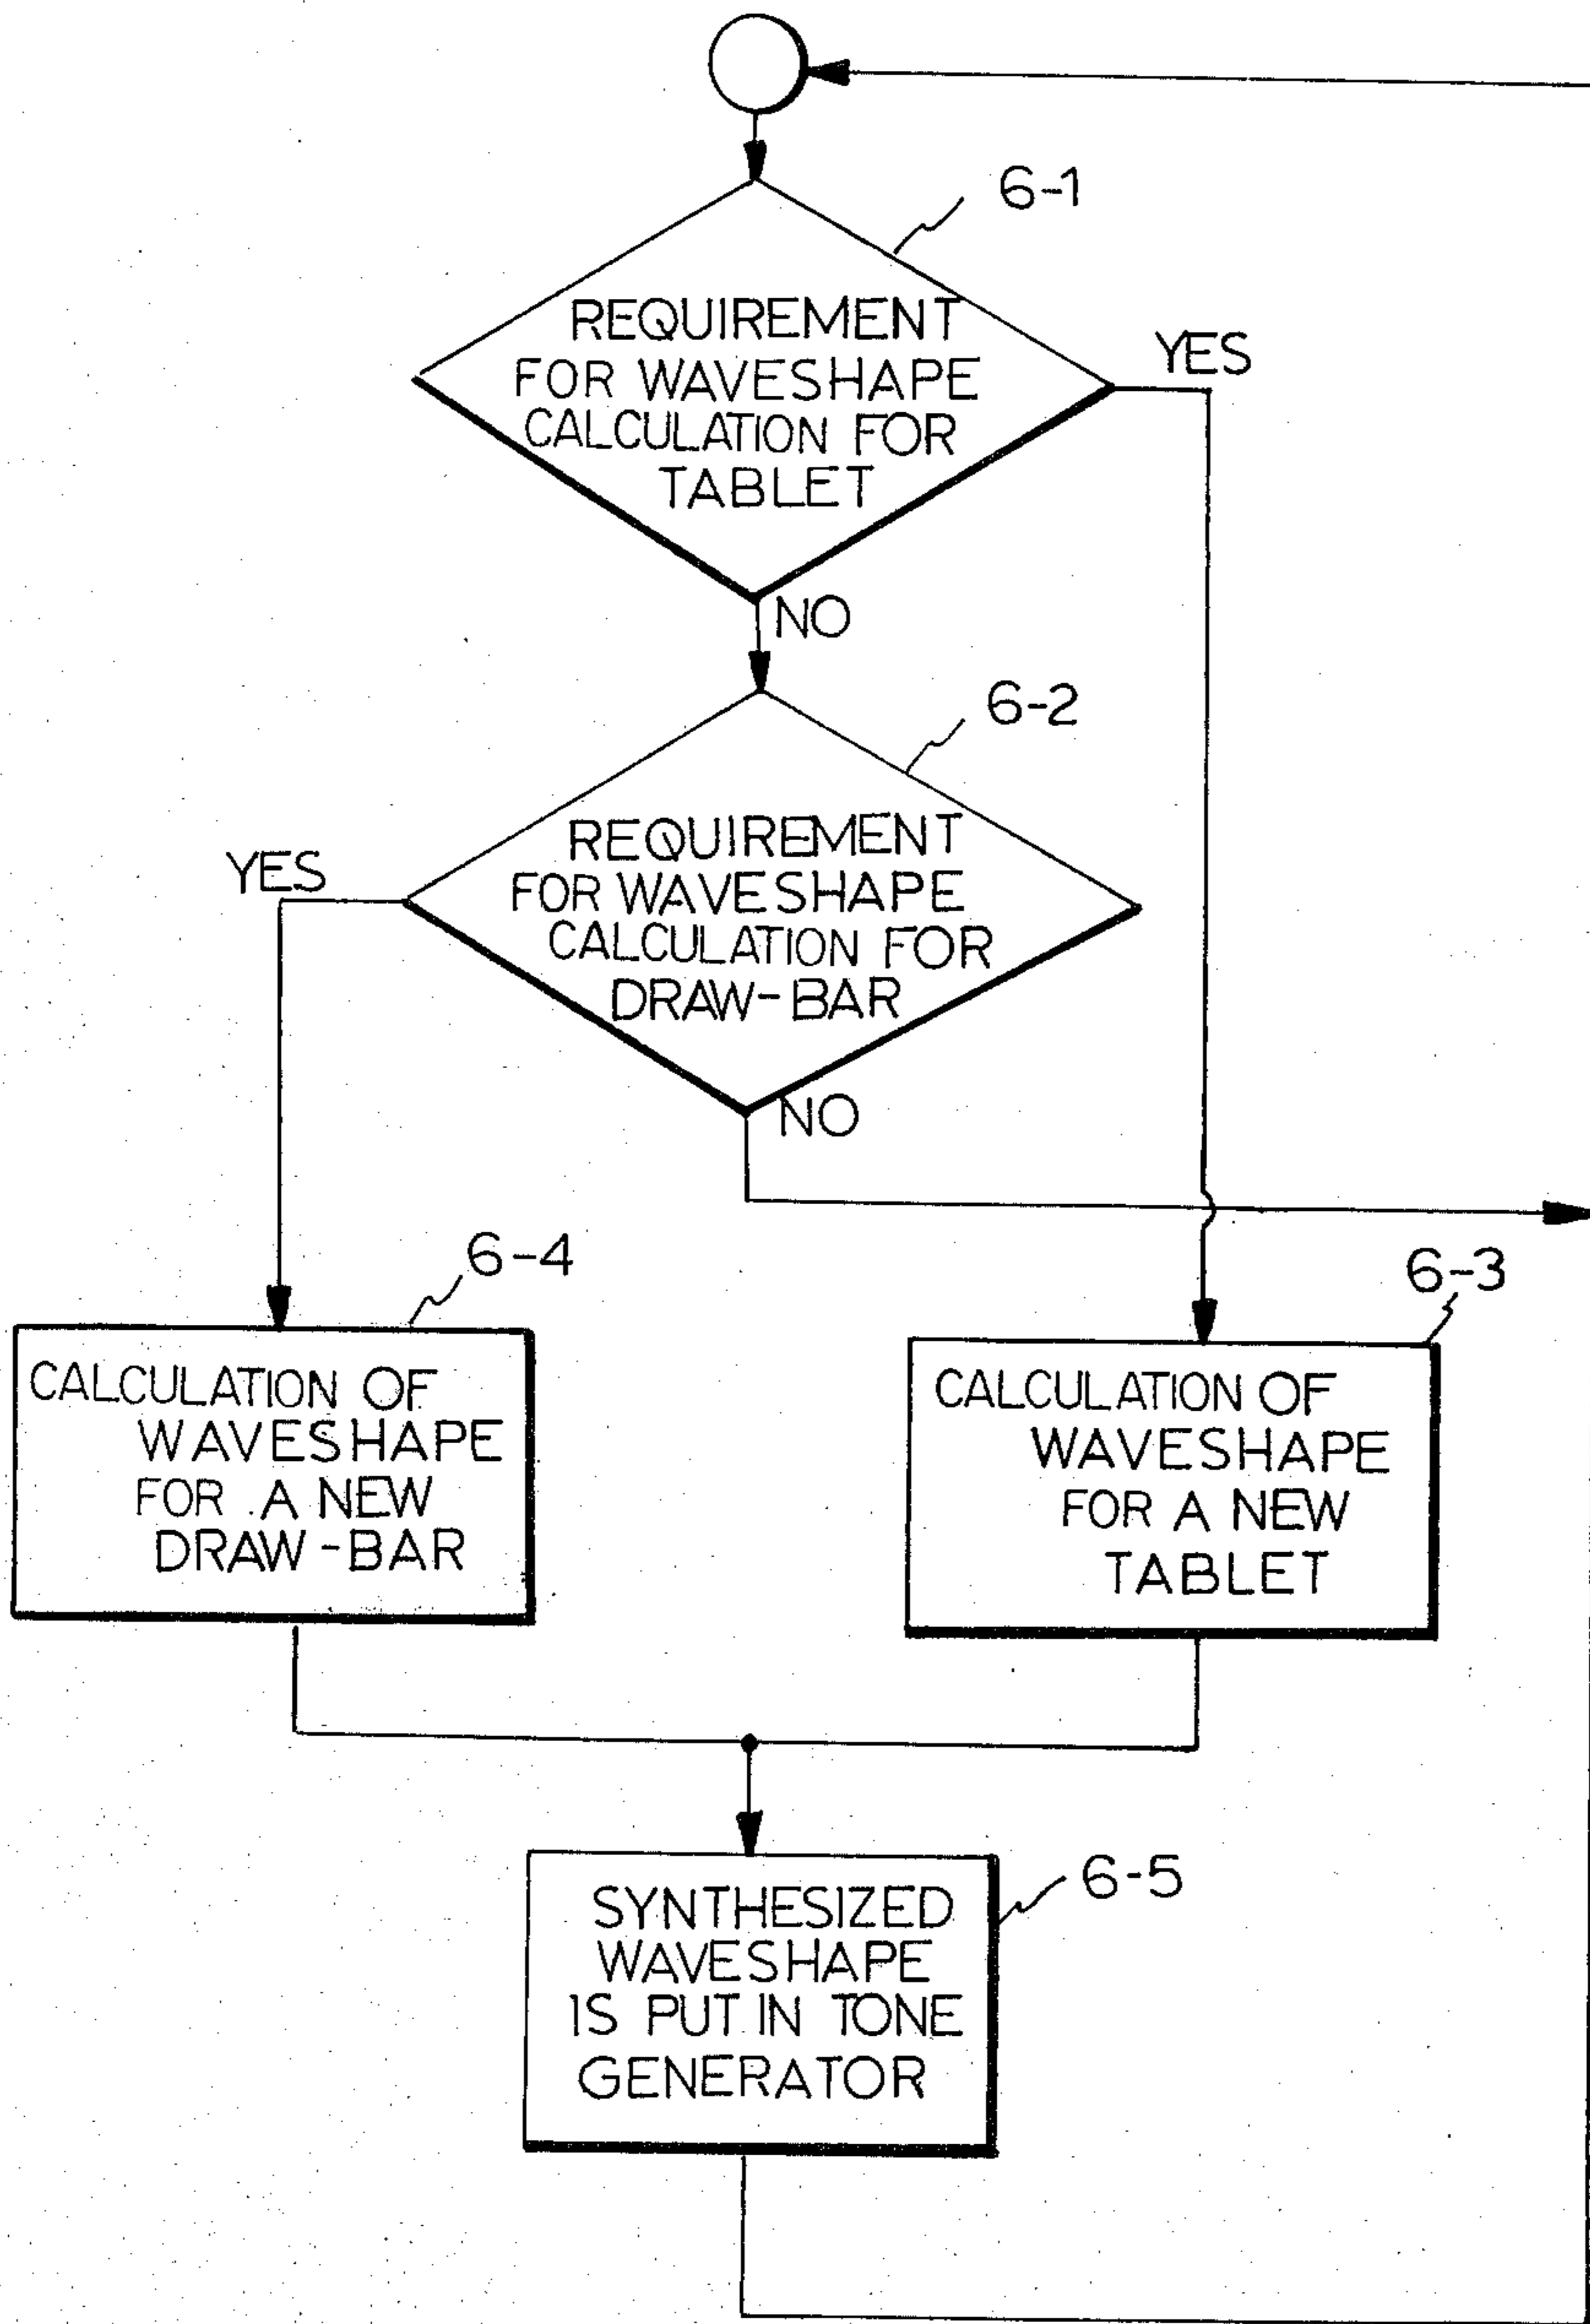 6-1
REQUIREMENT
FOR WAVESHAPE
CALCULATION FOR
TABLET
YES
NO
6-2
REQUIREMENT
FOR WAVESHAPE
CALCULATION FOR
DRAW-BAR
YES
NO
6-4
CALCULATION OF
WAVESHAPE
FOR A NEW
DRAW-BAR
6-3
CALCULATION OF
WAVESHAPE
FOR A NEW
TABLET
6-5
SYNTHESIZED
WAVESHAPE
IS PUT IN TONE
GENERATOR